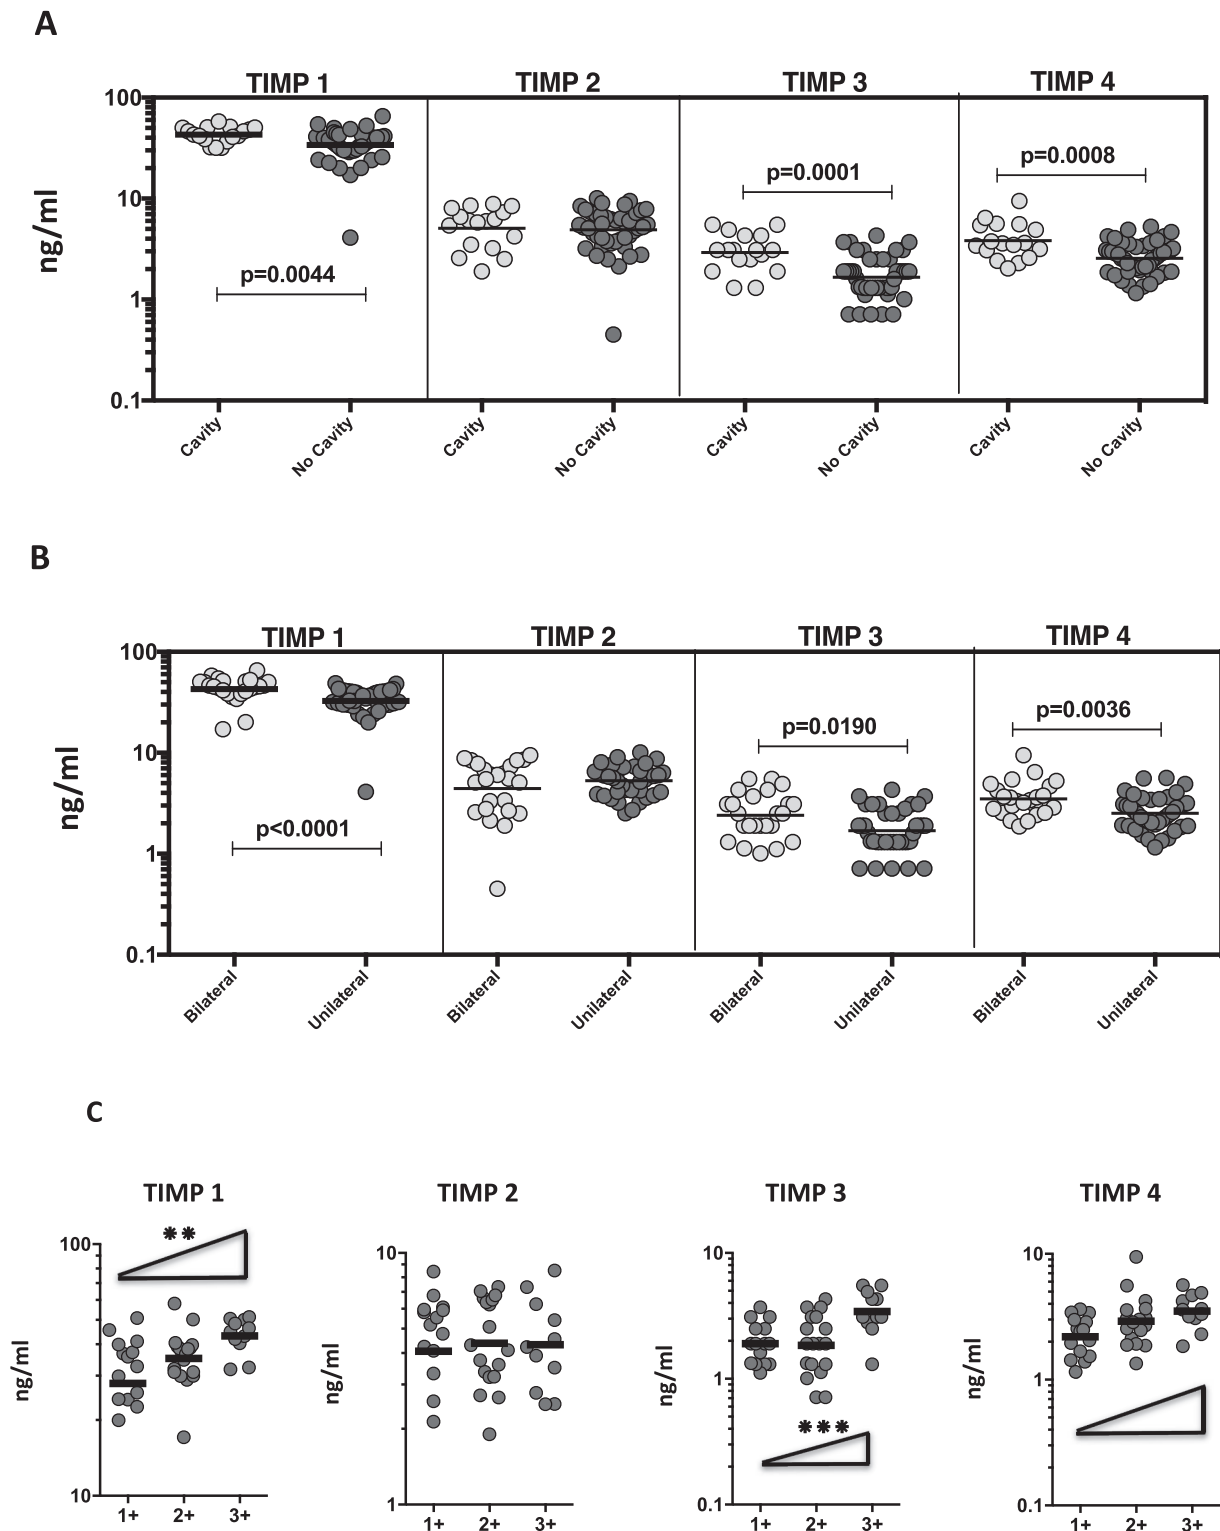 A
TIMP 1 TIMP 2 TIMP 3 TIMP 4
100
10
1
0.1
ng/ml
p=0.0044
p=0.0001
p=0.0008
Cavity No Cavity Cavity No Cavity Cavity No Cavity Cavity No Cavity
B
TIMP 1 TIMP 2 TIMP 3 TIMP 4
100
10
1
0.1
ng/ml
p<0.0001
p=0.0190
p=0.0036
Bilateral Unilateral Bilateral Unilateral Bilateral Unilateral Bilateral Unilateral
C
TIMP 1
**
100
10
ng/ml
1+ 2+ 3+
TIMP 2
10
1
ng/ml
1+ 2+ 3+
TIMP 3
10
1
0.1
ng/ml
***
1+ 2+ 3+
TIMP 4
10
1
0.1
ng/ml
1+ 2+ 3+